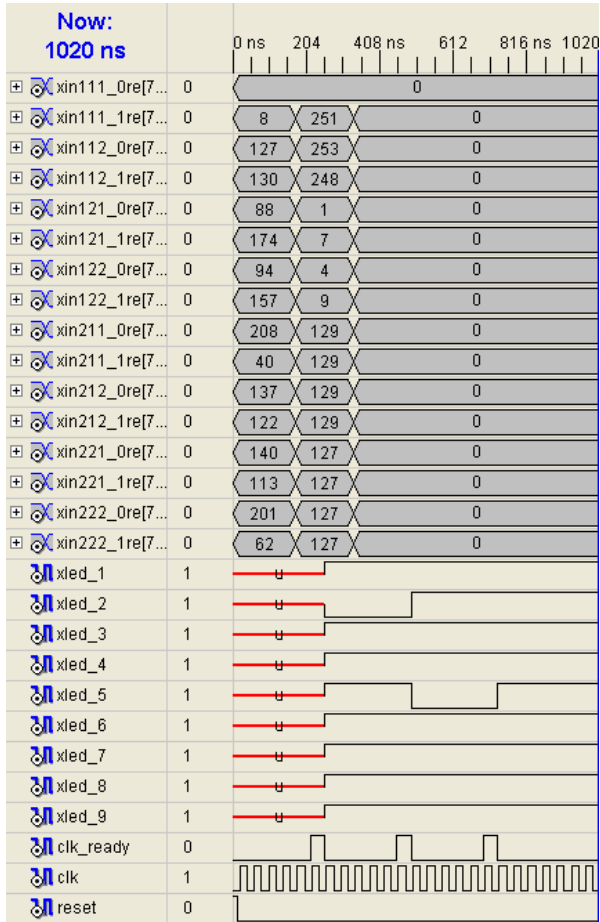 Now:
1020 ns
0 ns 204 408 ns 612 816 ns 1020
xin111_0re[7... 0 0
xin111_1re[7... 0 8 251 0
xin112_0re[7... 0 127 253 0
xin112_1re[7... 0 130 248 0
xin121_0re[7... 0 88 1 0
xin121_1re[7... 0 174 7 0
xin122_0re[7... 0 94 4 0
xin122_1re[7... 0 157 9 0
xin211_0re[7... 0 208 129 0
xin211_1re[7... 0 40 129 0
xin212_0re[7... 0 137 129 0
xin212_1re[7... 0 122 129 0
xin221_0re[7... 0 140 127 0
xin221_1re[7... 0 113 127 0
xin222_0re[7... 0 201 127 0
xin222_1re[7... 0 62 127 0
xled_1 1 u
xled_2 1 u
xled_3 1 u
xled_4 1 u
xled_5 1 u
xled_6 1 u
xled_7 1 u
xled_8 1 u
xled_9 1 u
clk_ready 0
clk 1
reset 0